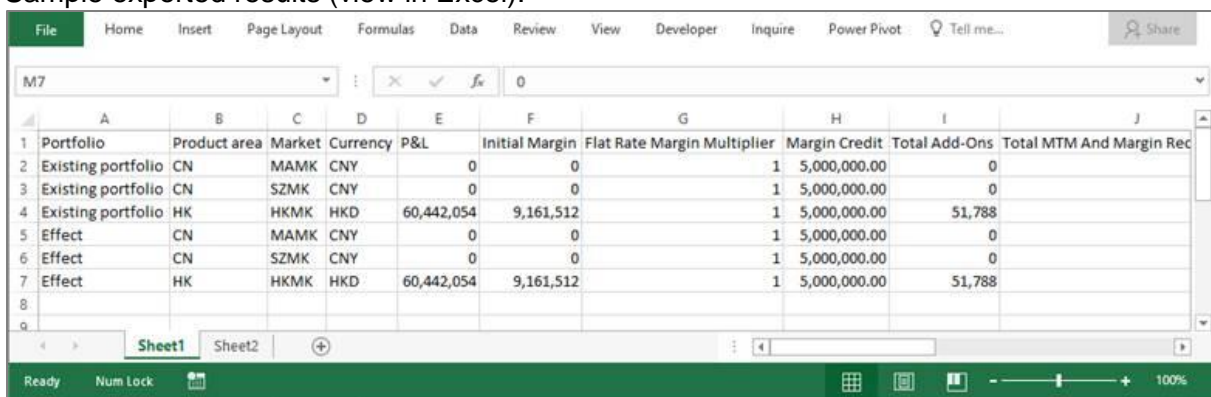 Sample exported results (view in Excel):
File Home Insert Page Layout Formulas Data Review View Developer Inquire Power Pivot Tell me... Share
M7 fx 0
A B C D E F G H I J
1 Portfolio Product area Market Currency P&L Initial Margin Flat Rate Margin Multiplier Margin Credit Total Add-Ons Total MTM And Margin Rec
2 Existing portfolio CN MAMK CNY 0 0 1 5,000,000.00 0
3 Existing portfolio CN SZMK CNY 0 0 1 5,000,000.00 0
4 Existing portfolio HK HKMK HKD 60,442,054 9,161,512 1 5,000,000.00 51,788
5 Effect CN MAMK CNY 0 0 1 5,000,000.00 0
6 Effect CN SZMK CNY 0 0 1 5,000,000.00 0
7 Effect HK HKMK HKD 60,442,054 9,161,512 1 5,000,000.00 51,788
8
9
Sheet1 Sheet2
Ready Num Lock 100%